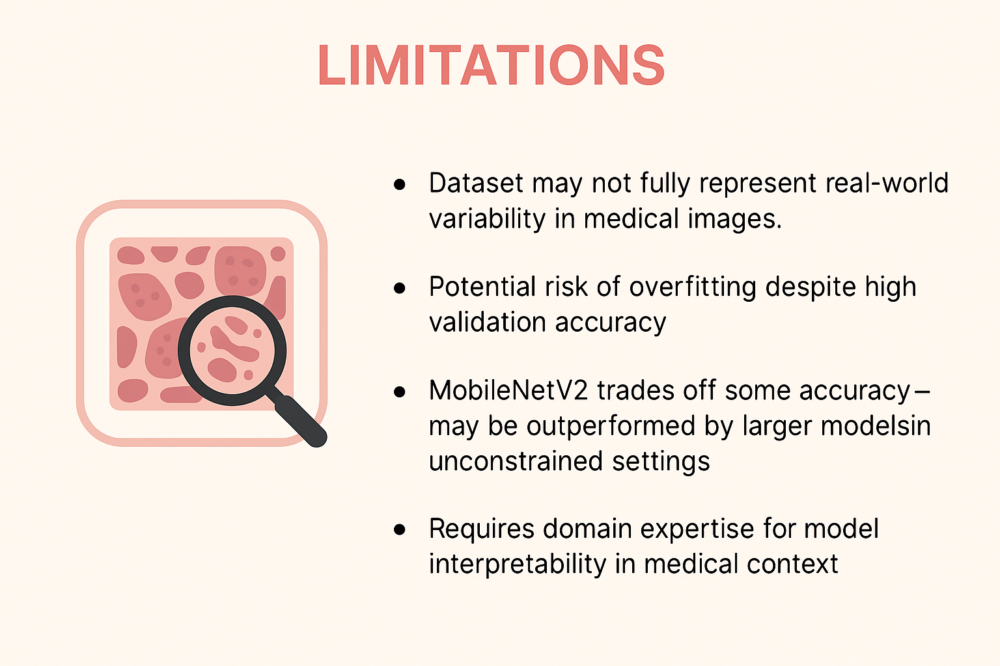 LIMITATIONS
• Dataset may not fully represent real-world
variability in medical images.
• Potential risk of overfitting despite high
validation accuracy
• MobileNetV2 trades off some accuracy–
may be outperformed by larger modelsin
unconstrained settings
• Requires domain expertise for model
interpretability in medical context